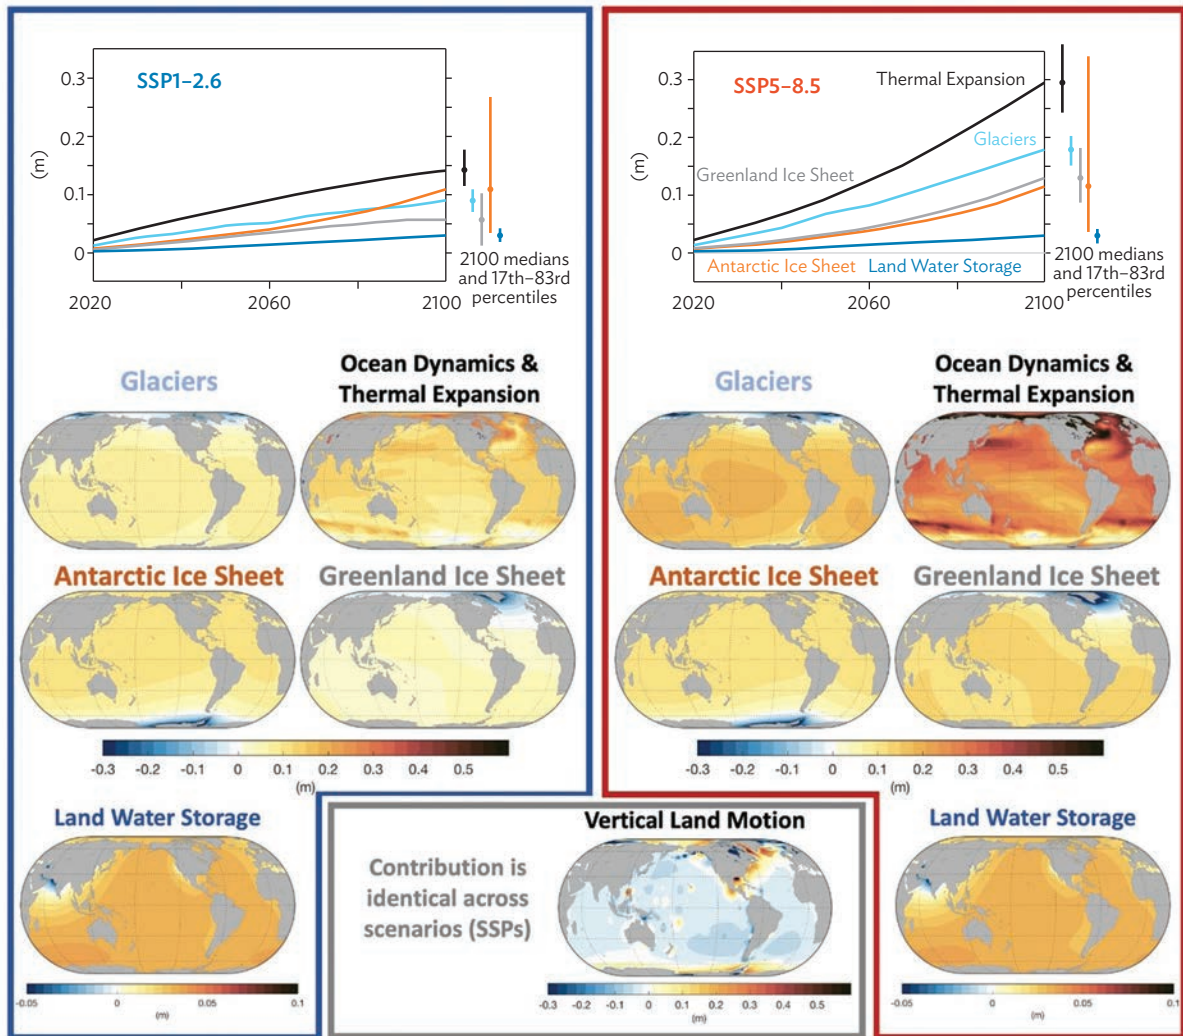 SSP1–2.6
0.3
0.2
0.1
0
(m)
2020
2060
2100
2100 medians
and 17th–83rd
percentiles
Glaciers
Ocean Dynamics &
Thermal Expansion
Antarctic Ice Sheet
Greenland Ice Sheet
-0.3 -0.2 -0.1 0 0.1 0.2 0.3 0.4 0.5
(m)
Land Water Storage
-0.05 0 0.05 0.1
(m)
SSP5–8.5
Thermal Expansion
Glaciers
Greenland Ice Sheet
Antarctic Ice Sheet
Land Water Storage
0.3
0.2
0.1
0
(m)
2020
2060
2100
2100 medians
and 17th–83rd
percentiles
Glaciers
Ocean Dynamics &
Thermal Expansion
Antarctic Ice Sheet
Greenland Ice Sheet
-0.3 -0.2 -0.1 0 0.1 0.2 0.3 0.4 0.5
(m)
Contribution is
identical across
scenarios (SSPs)
Vertical Land Motion
-0.3 -0.2 -0.1 0 0.1 0.2 0.3 0.4 0.5
(m)
Land Water Storage
-0.05 0 0.05 0.1
(m)